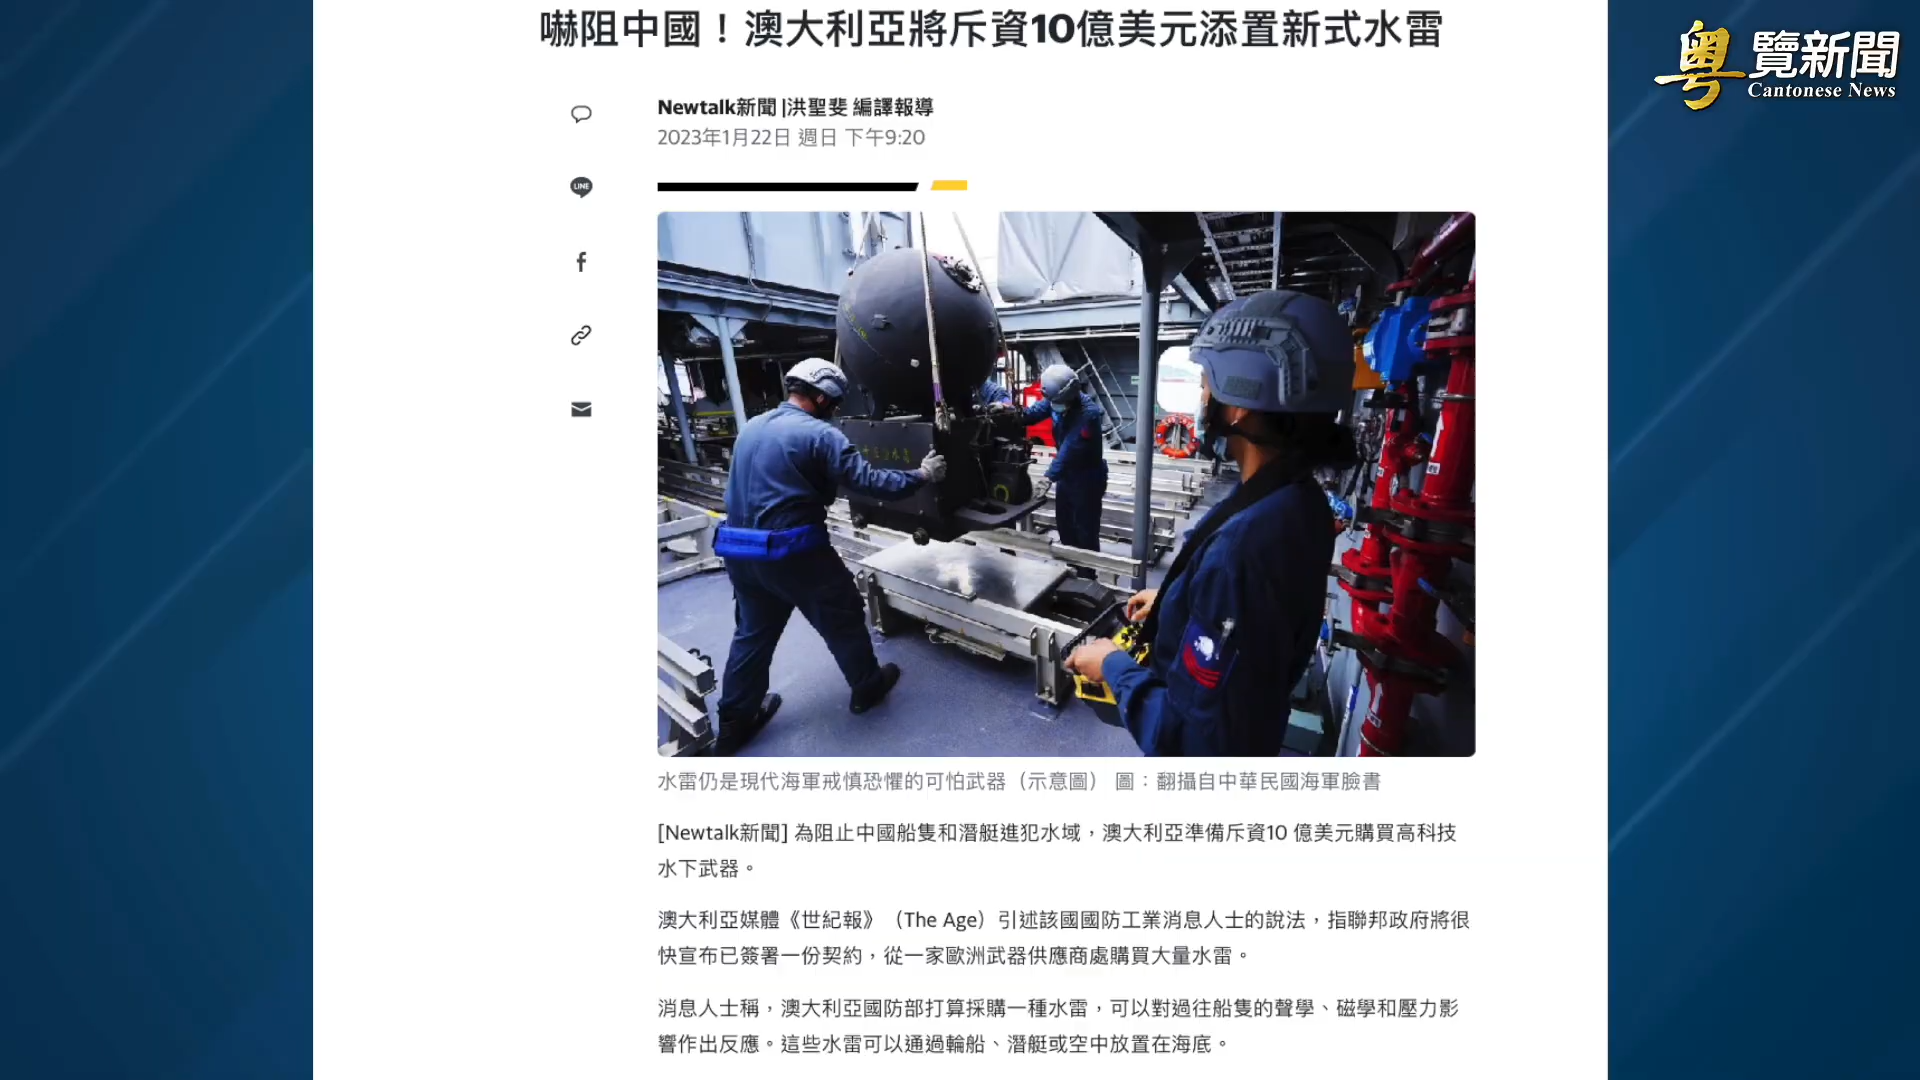 嚇阻中國！澳大利亞將斥資10億美元添置新式水雷
粵覽新聞
Cantonese News
Newtalk新聞 |洪聖斐 編譯報導
2023年1月22日 週日 下午9:20
LINE
水雷仍是現代海軍戒慎恐懼的可怕武器（示意圖） 圖：翻攝自中華民國海軍臉書
[Newtalk新聞] 為阻止中國船隻和潛艇進犯水域，澳大利亞準備斥資10 億美元購買高科技
水下武器。
澳大利亞媒體《世紀報》（The Age）引述該國國防工業消息人士的說法，指聯邦政府將很
快宣布已簽署一份契約，從一家歐洲武器供應商處購買大量水雷。
消息人士稱，澳大利亞國防部打算採購一種水雷，可以對過往船隻的聲學、磁學和壓力影
響作出反應。這些水雷可以通過輪船、潛艇或空中放置在海底。